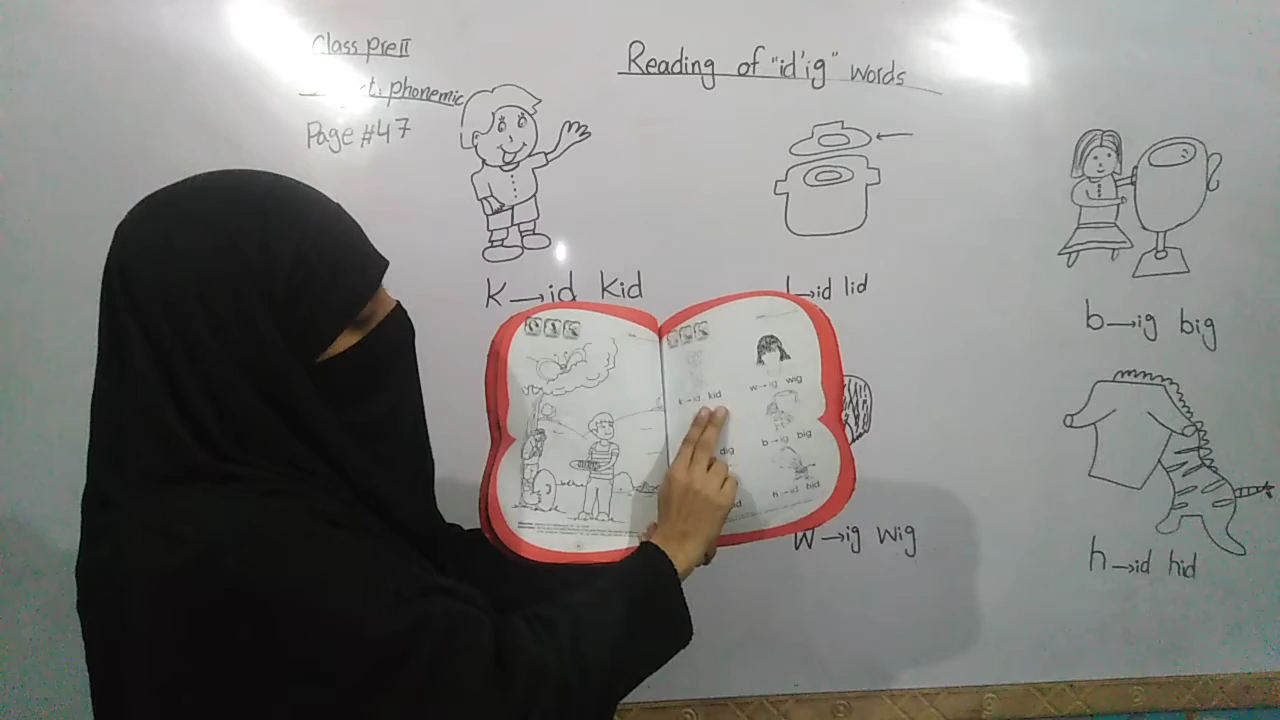 Class Pre II
phonemic
Page #47
Reading of "id'ig" words
k→id kid
l→id lid
b→ig big
w→ig wig
h→id hid
k→id kid
dig
w→ig wig
b→ig big
h→id hid